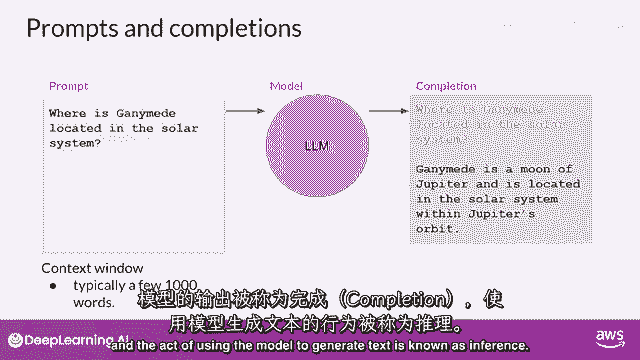 Prompts and completions
Prompt
Model
Completion
Where is Ganymede
located in the solar
system?
LLM
Where is Ganymede
located in the solar
system?
Ganymede is a moon of
Jupiter and is located
in the solar system
within Jupiter's
orbit.
Context window
• typically a few 1000
words.
模型的输出被称为完成（Completion），使
用模型生成文本的行为被称为推理。
and the act of using the model to generate text is known as inference.
DeepLearning.AI
aws